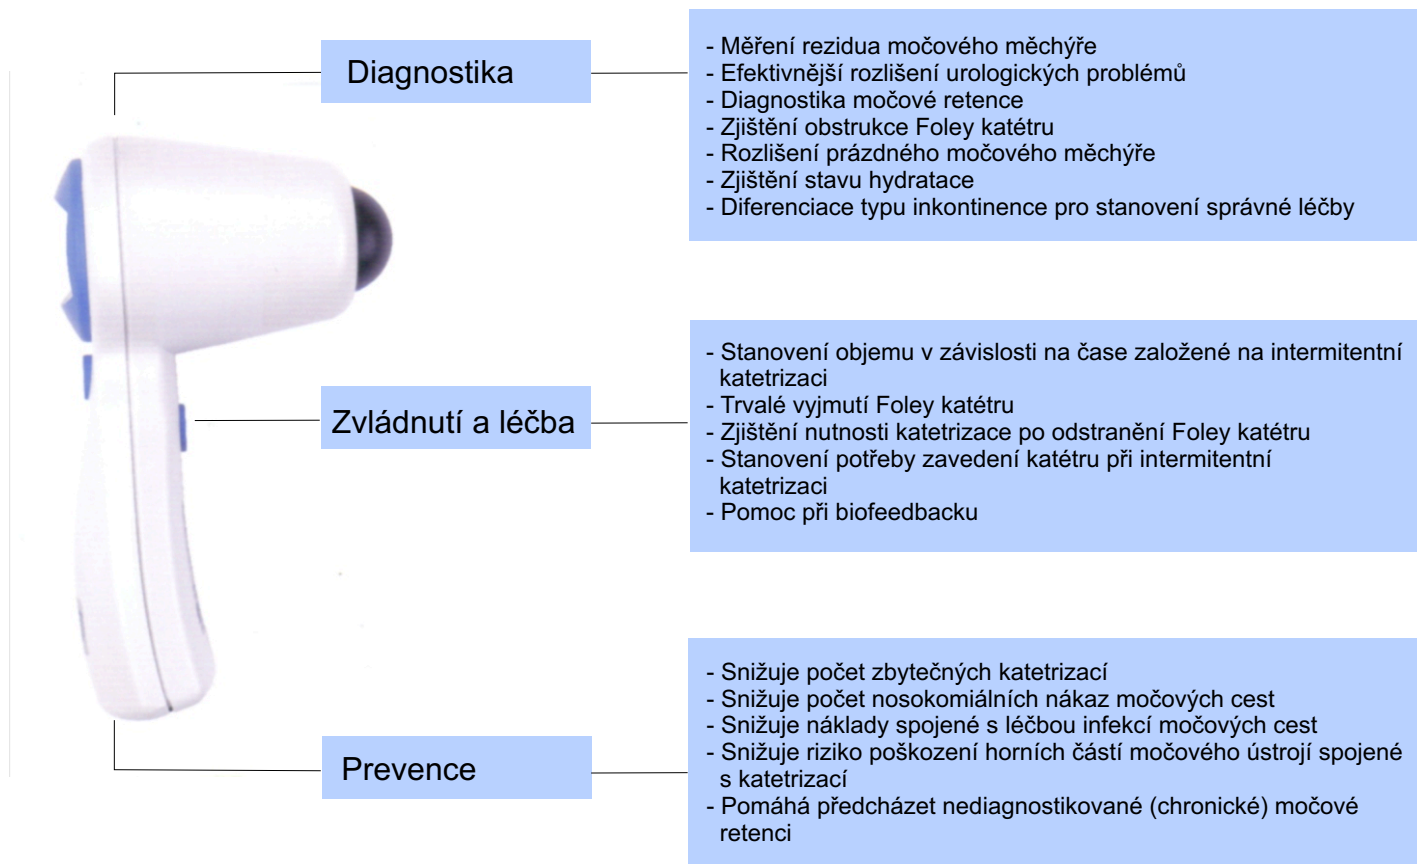 Diagnostika
- Měření rezidua močového měchýře
- Efektivnější rozlišení urologických problémů
- Diagnostika močové retence
- Zjištění obstrukce Foley katétru
- Rozlišení prázdného močového měchýře
- Zjištění stavu hydratace
- Diferenciace typu inkontinence pro stanovení správné léčby
Zvládnutí a léčba
- Stanovení objemu v závislosti na čase založené na intermitentní
katetrizaci
- Trvalé vyjmutí Foley katétru
- Zjištění nutnosti katetrizace po odstranění Foley katétru
- Stanovení potřeby zavedení katétru při intermitentní
katetrizaci
- Pomoc při biofeedbacku
Prevence
- Snižuje počet zbytečných katetrizací
- Snižuje počet nosokomiálních nákaz močových cest
- Snižuje náklady spojené s léčbou infekcí močových cest
- Snižuje riziko poškození horních částí močového ústrojí spojené
s katetrizací
- Pomáhá předcházet nediagnostikované (chronické) močové
retenci